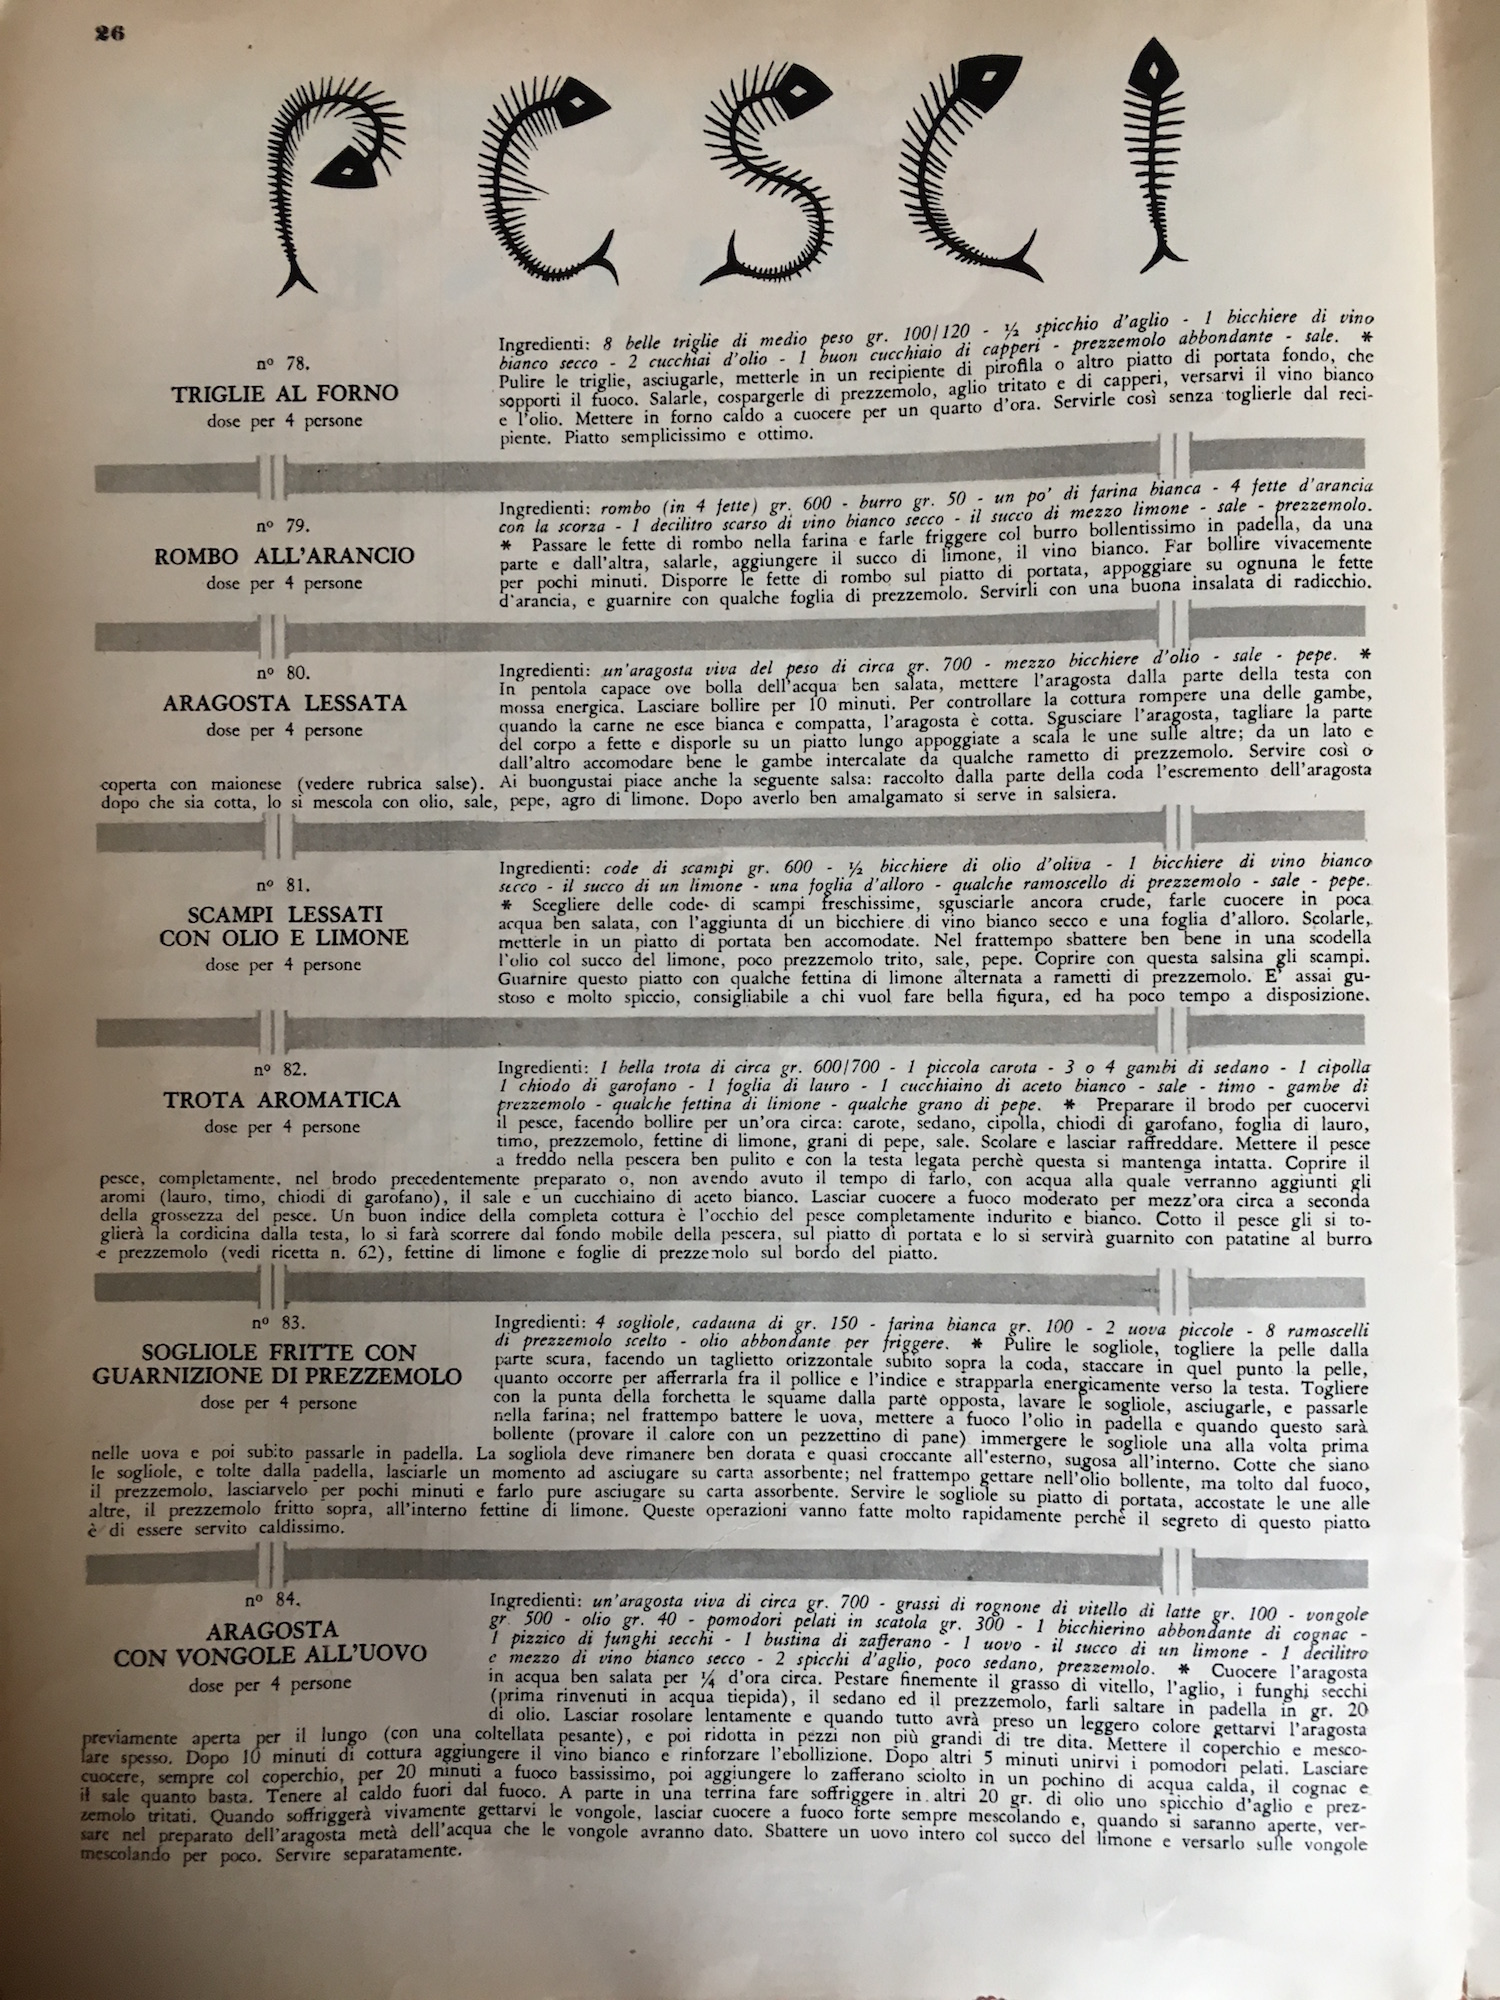 26
PESCI
nº 78.
TRIGLIE AL FORNO
dose per 4 persone
Ingredienti: 8 belle triglie di medio peso gr. 100/120 - ½ spicchio d'aglio - 1 bicchiere di vino
bianco secco - 2 cucchiai d'olio - 1 buon cucchiaio di capperi - prezzemolo abbondante - sale. *
Pulire le triglie, asciugarle, metterle in un recipiente di pirofila o altro piatto di portata fondo, che
sopporti il fuoco. Salarle, cospargerle di prezzemolo, aglio tritato e di capperi, versarvi il vino bianco
e l'olio. Mettere in forno caldo a cuocere per un quarto d'ora. Servirle così senza toglierle dal reci-
piente. Piatto semplicissimo e ottimo.
nº 79.
ROMBO ALL'ARANCIO
dose per 4 persone
Ingredienti: rombo (in 4 fette) gr. 600 - burro gr. 50 - un po' di farina bianca - 4 fette d'arancia
con la scorza - 1 decilitro scarso di vino bianco secco - il succo di mezzo limone - sale - prezzemolo.
* Passare le fette di rombo nella farina e farle friggere col burro bollentissimo in padella, da una
parte e dall'altra, salarle, aggiungere il succo di limone, il vino bianco. Far bollire vivacemente
per pochi minuti. Disporre le fette di rombo sul piatto di portata, appoggiare su ognuna le fette
d'arancia, e guarnire con qualche foglia di prezzemolo. Servirli con una buona insalata di radicchio.
nº 80.
ARAGOSTA LESSATA
dose per 4 persone
Ingredienti: un'aragosta viva del peso di circa gr. 700 - mezzo bicchiere d'olio - sale - pepe. *
In pentola capace ove bolla dell'acqua ben salata, mettere l'aragosta dalla parte della testa con
mossa energica. Lasciare bollire per 10 minuti. Per controllare la cottura rompere una delle gambe,
quando la carne ne esce bianca e compatta, l'aragosta è cotta. Sgusciare l'aragosta, tagliare la parte
del corpo a fette e disporle su un piatto lungo appoggiate a scala le une sulle altre; da un lato e
dall'altro accomodare bene le gambe intercalate da qualche rametto di prezzemolo. Servire così o
coperta con maionese (vedere rubrica salse). Ai buongustai piace anche la seguente salsa: raccolto dalla parte della coda l'escremento dell'aragosta
dopo che sia cotta, lo si mescola con olio, sale, pepe, agro di limone. Dopo averlo ben amalgamato si serve in salsiera.
nº 81.
SCAMPI LESSATI
CON OLIO E LIMONE
dose per 4 persone
Ingredienti: code di scampi gr. 600 - ½ bicchiere di olio d'oliva - 1 bicchiere di vino bianco
secco - il succo di un limone - una foglia d'alloro - qualche ramoscello di prezzemolo - sale - pepe.
* Scegliere delle code di scampi freschissime, sgusciarle ancora crude, farle cuocere in poca
acqua ben salata, con l'aggiunta di un bicchiere di vino bianco secco e una foglia d'alloro. Scolarle,
metterle in un piatto di portata ben accomodate. Nel frattempo sbattere ben bene in una scodella
l'olio col succo del limone, poco prezzemolo trito, sale, pepe. Coprire con questa salsina gli scampi.
Guarnire questo piatto con qualche fettina di limone alternata a rametti di prezzemolo. E' assai gu-
stoso e molto spiccio, consigliabile a chi vuol fare bella figura, ed ha poco tempo a disposizione.
nº 82.
TROTA AROMATICA
dose per 4 persone
Ingredienti: 1 bella trota di circa gr. 600/700 - 1 piccola carota - 3 o 4 gambi di sedano - 1 cipolla
1 chiodo di garofano - 1 foglia di lauro - 1 cucchiaino di aceto bianco - sale - timo - gambe di
prezzemolo - qualche fettina di limone - qualche grano di pepe. * Preparare il brodo per cuocervi
il pesce, facendo bollire per un'ora circa: carote, sedano, cipolla, chiodi di garofano, foglia di lauro,
timo, prezzemolo, fettine di limone, grani di pepe, sale. Scolare e lasciar raffreddare. Mettere il pesce
a freddo nella pescera ben pulito e con la testa legata perchè questa si mantenga intatta. Coprire il
pesce, completamente, nel brodo precedentemente preparato o, non avendo avuto il tempo di farlo, con acqua alla quale verranno aggiunti gli
aromi (lauro, timo, chiodi di garofano), il sale e un cucchiaino di aceto bianco. Lasciar cuocere a fuoco moderato per mezz'ora circa a seconda
della grossezza del pesce. Un buon indice della completa cottura è l'occhio del pesce completamente indurito e bianco. Cotto il pesce gli si to-
glierà la cordicina dalla testa, lo si farà scorrere dal fondo mobile della pescera, sul piatto di portata e lo si servirà guarnito con patatine al burro
e prezzemolo (vedi ricetta n. 62), fettine di limone e foglie di prezzemolo sul bordo del piatto.
nº 83.
SOGLIOLE FRITTE CON
GUARNIZIONE DI PREZZEMOLO
dose per 4 persone
Ingredienti: 4 sogliole, cadauna di gr. 150 - farina bianca gr. 100 - 2 uova piccole - 8 ramoscelli
di prezzemolo scelto - olio abbondante per friggere. * Pulire le sogliole, togliere la pelle dalla
parte scura, facendo un taglietto orizzontale subito sopra la coda, staccare in quel punto la pelle,
quanto occorre per afferrarla fra il pollice e l'indice e strapparla energicamente verso la testa. Togliere
con la punta della forchetta le squame dalla parte opposta, lavare le sogliole, asciugarle, e passarle
nella farina; nel frattempo battere le uova, mettere a fuoco l'olio in padella e quando questo sarà
bollente (provare il calore con un pezzettino di pane) immergere le sogliole una alla volta prima
nelle uova e poi subito passarle in padella. La sogliola deve rimanere ben dorata e quasi croccante all'esterno, sugosa all'interno. Cotte che siano
le sogliole, e tolte dalla padella, lasciarle un momento ad asciugare su carta assorbente; nel frattempo gettare nell'olio bollente, ma tolto dal fuoco,
il prezzemolo, lasciarvelo per pochi minuti e farlo pure asciugare su carta assorbente. Servire le sogliole su piatto di portata, accostate le une alle
altre, il prezzemolo fritto sopra, all'interno fettine di limone. Queste operazioni vanno fatte molto rapidamente perchè il segreto di questo piatto
è di essere servito caldissimo.
nº 84.
ARAGOSTA
CON VONGOLE ALL'UOVO
dose per 4 persone
Ingredienti: un'aragosta viva di circa gr. 700 - grassi di rognone di vitello di latte gr. 100 - vongole
gr. 500 - olio gr. 40 - pomodori pelati in scatola gr. 300 - 1 bicchierino abbondante di cognac -
1 pizzico di funghi secchi - 1 bustina di zafferano - 1 uovo - il succo di un limone - 1 decilitro
e mezzo di vino bianco secco - 2 spicchi d'aglio, poco sedano, prezzemolo. * Cuocere l'aragosta
in acqua ben salata per ¼ d'ora circa. Pestare finemente il grasso di vitello, l'aglio, i funghi secchi
(prima rinvenuti in acqua tiepida), il sedano ed il prezzemolo, farli saltare in padella in gr. 20
di olio. Lasciar rosolare lentamente e quando tutto avrà preso un leggero colore gettarvi l'aragosta
previamente aperta per il lungo (con una coltellata pesante), e poi ridotta in pezzi non più grandi di tre dita. Mettere il coperchio e mesco-
lare spesso. Dopo 10 minuti di cottura aggiungere il vino bianco e rinforzare l'ebollizione. Dopo altri 5 minuti unirvi i pomodori pelati. Lasciare
cuocere, sempre col coperchio, per 20 minuti a fuoco bassissimo, poi aggiungere lo zafferano sciolto in un pochino di acqua calda, il cognac e
il sale quanto basta. Tenere al caldo fuori dal fuoco. A parte in una terrina fare soffriggere in altri 20 gr. di olio uno spicchio d'aglio e prez-
zemolo tritati. Quando soffriggerà vivamente gettarvi le vongole, lasciar cuocere a fuoco forte sempre mescolando e, quando si saranno aperte, ver-
sare nel preparato dell'aragosta metà dell'acqua che le vongole avranno dato. Sbattere un uovo intero col succo del limone e versarlo sulle vongole
mescolando per poco. Servire separatamente.